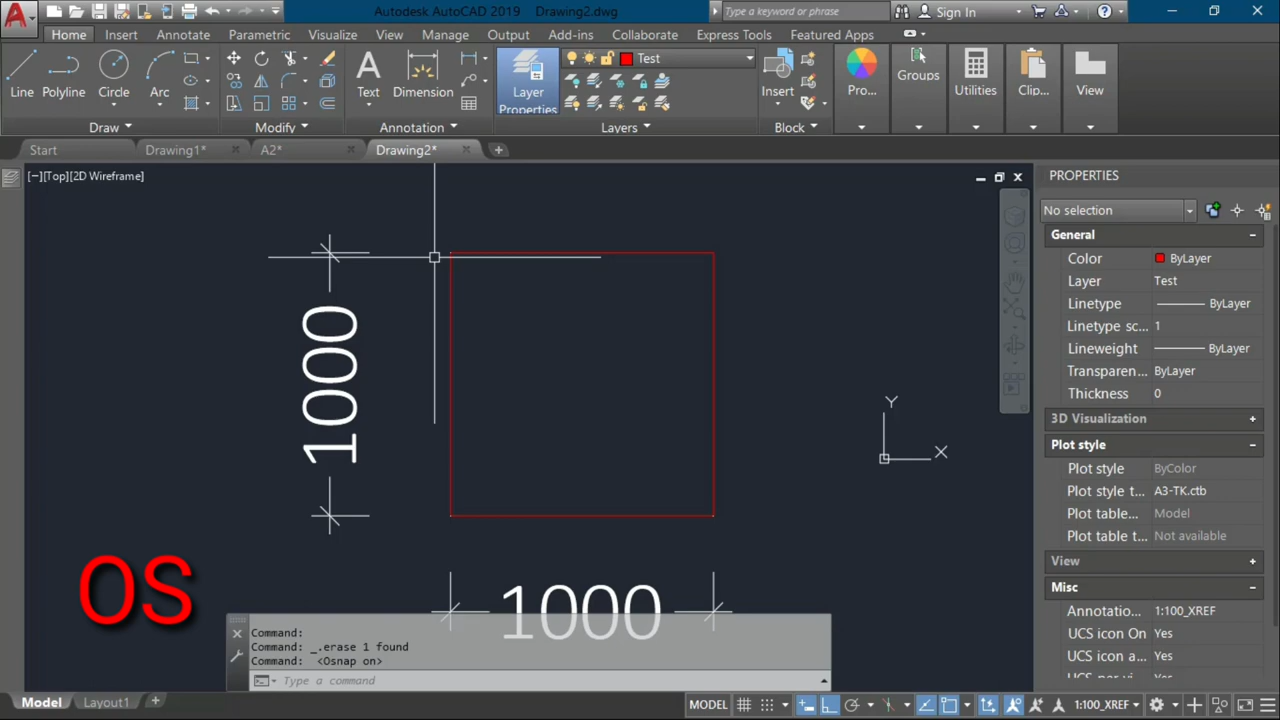 Autodesk AutoCAD 2019 Drawing2.dwg
Type a keyword or phrase
Sign In
Home Insert Annotate Parametric Visualize View Manage Output Add-ins Collaborate Express Tools Featured Apps
Line Polyline Circle Arc
Text Dimension
Layer
Properties
Test
Insert
Pro... Groups Utilities Clip... View
Draw Modify Annotation Layers Block
Start Drawing1* A2* Drawing2*
[−][Top][2D Wireframe]
1000
1000
Y
X
OS
Command:
Command: _.erase 1 found
Command: <Osnap on>
Type a command
PROPERTIES
No selection
General
Color ByLayer
Layer Test
Linetype ByLayer
Linetype sc... 1
Lineweight ByLayer
Transparen... ByLayer
Thickness 0
3D Visualization
Plot style
Plot style ByColor
Plot style t... A3-TK.ctb
Plot table... Model
Plot table t... Not available
View
Misc
Annotatio... 1:100_XREF
UCS icon On Yes
UCS icon a... Yes
UCS per vi... Yes
Model Layout1
MODEL
1:100_XREF